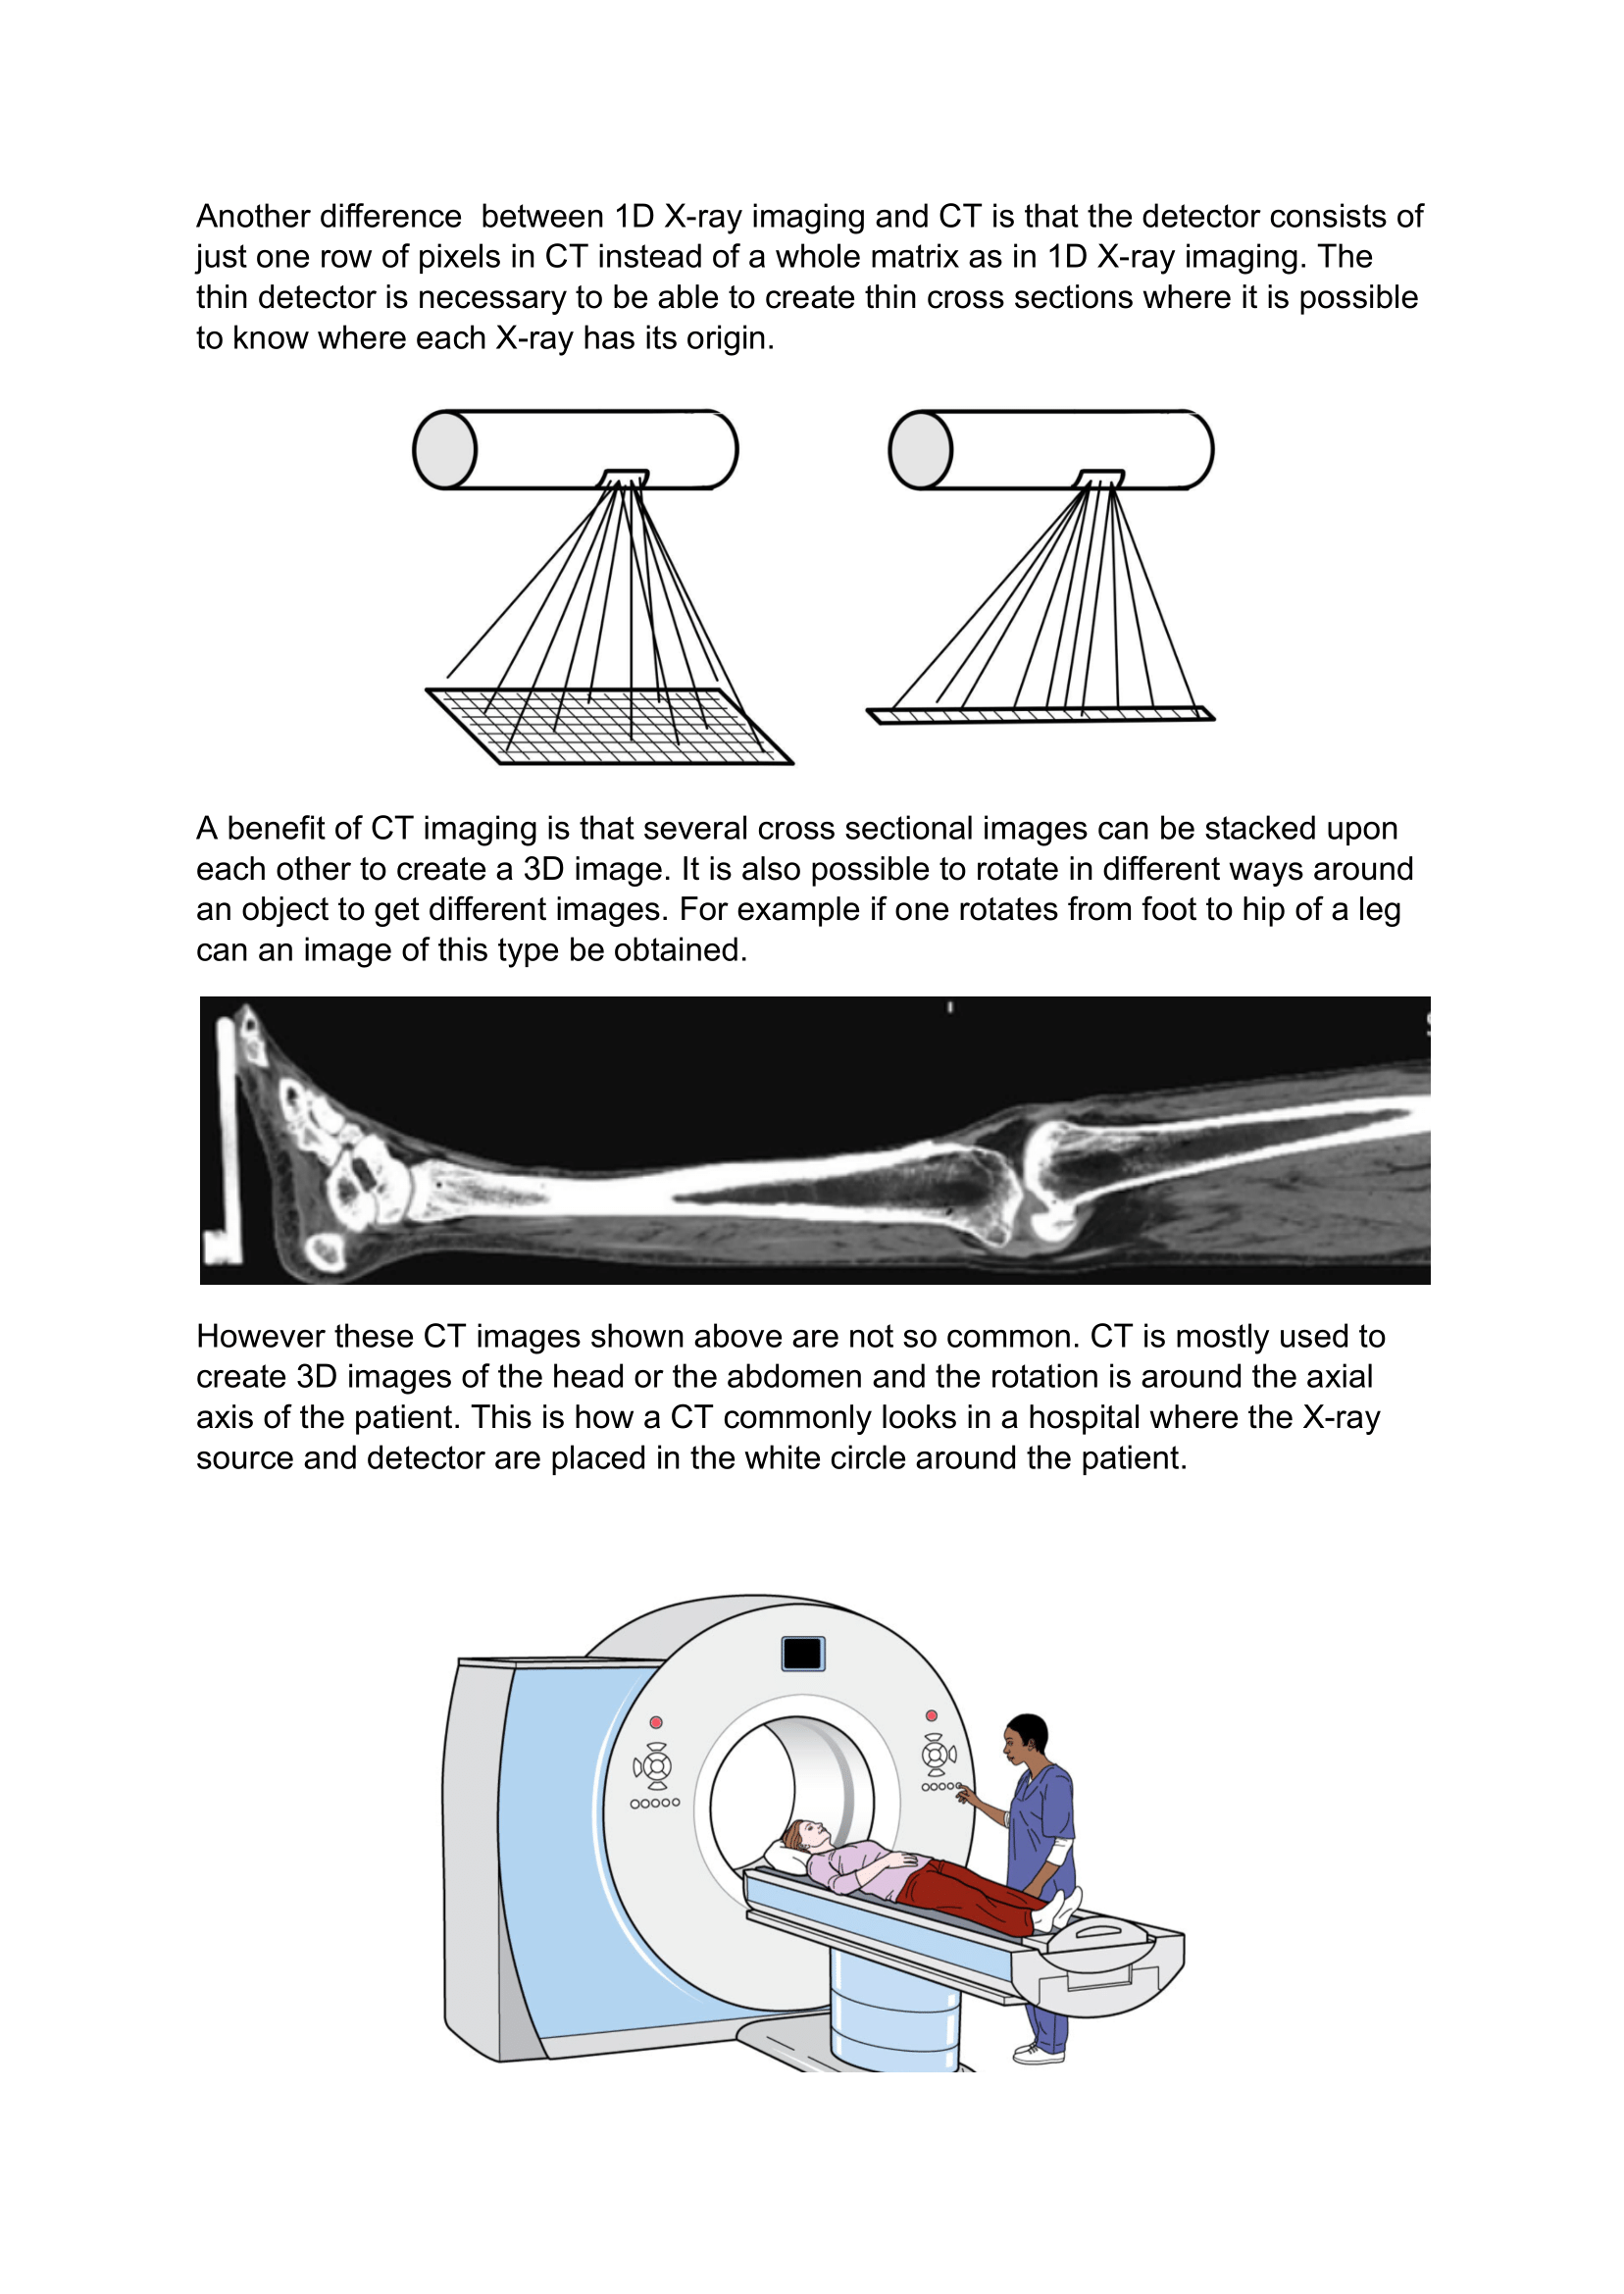 Another difference  between 1D X-ray imaging and CT is that the detector consists of
just one row of pixels in CT instead of a whole matrix as in 1D X-ray imaging. The
thin detector is necessary to be able to create thin cross sections where it is possible
to know where each X-ray has its origin.
A benefit of CT imaging is that several cross sectional images can be stacked upon
each other to create a 3D image. It is also possible to rotate in different ways around
an object to get different images. For example if one rotates from foot to hip of a leg
can an image of this type be obtained.
However these CT images shown above are not so common. CT is mostly used to
create 3D images of the head or the abdomen and the rotation is around the axial
axis of the patient. This is how a CT commonly looks in a hospital where the X-ray
source and detector are placed in the white circle around the patient.